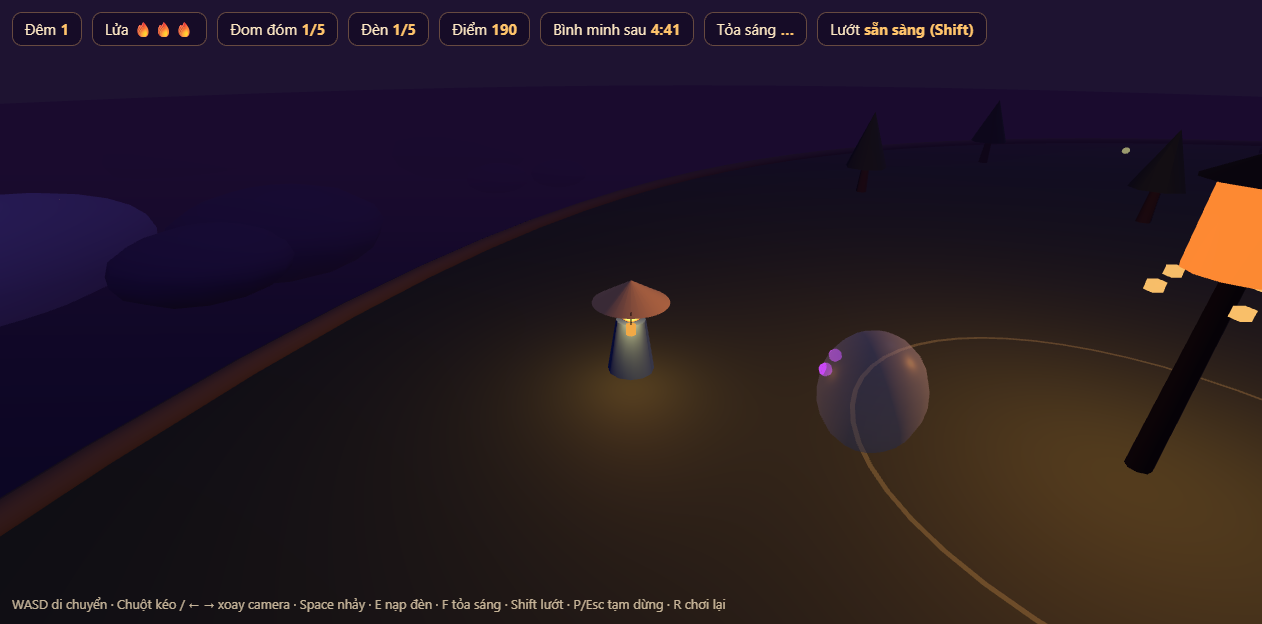 Đêm 1 Lửa 🔥 🔥 🔥 Đom đóm 1/5 Đèn 1/5 Điểm 190 Bình minh sau 4:41 Tỏa sáng ... Lướt sẵn sàng (Shift)
WASD di chuyển · Chuột kéo / ← → xoay camera · Space nhảy · E nạp đèn · F tỏa sáng · Shift lướt · P/Esc tạm dừng · R chơi lại